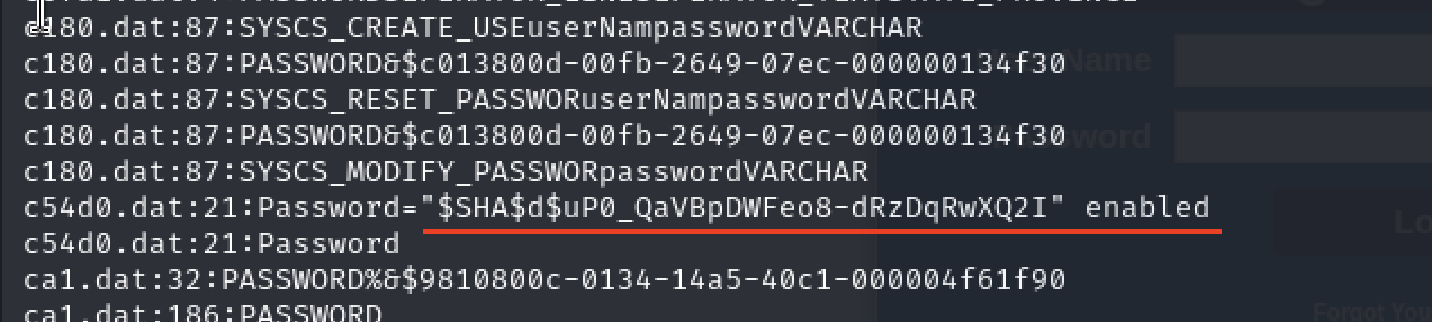 c180.dat:87:SYSCS_CREATE_USEuserNampasswordVARCHAR
c180.dat:87:PASSWORD&$c013800d-00fb-2649-07ec-000000134f30
Name
c180.dat:87:SYSCS_RESET_PASSWORuserNampasswordVARCHAR
c180.dat:87:PASSWORD&$c013800d-00fb-2649-07ec-000000134f30
c180.dat:87:SYSCS_MODIFY_PASSWORpasswordVARCHAR
c54d0.dat:21:Password="$SHA$d$uP0_QaVBpDWFeo8-dRzDqRwXQ2I" enabled
Lo
c54d0.dat:21:Password
ca1.dat:32:PASSWORD%&$9810800c-0134-14a5-40c1-000004f61f90
ca1.dat:186:PASSWORD
Forgot You